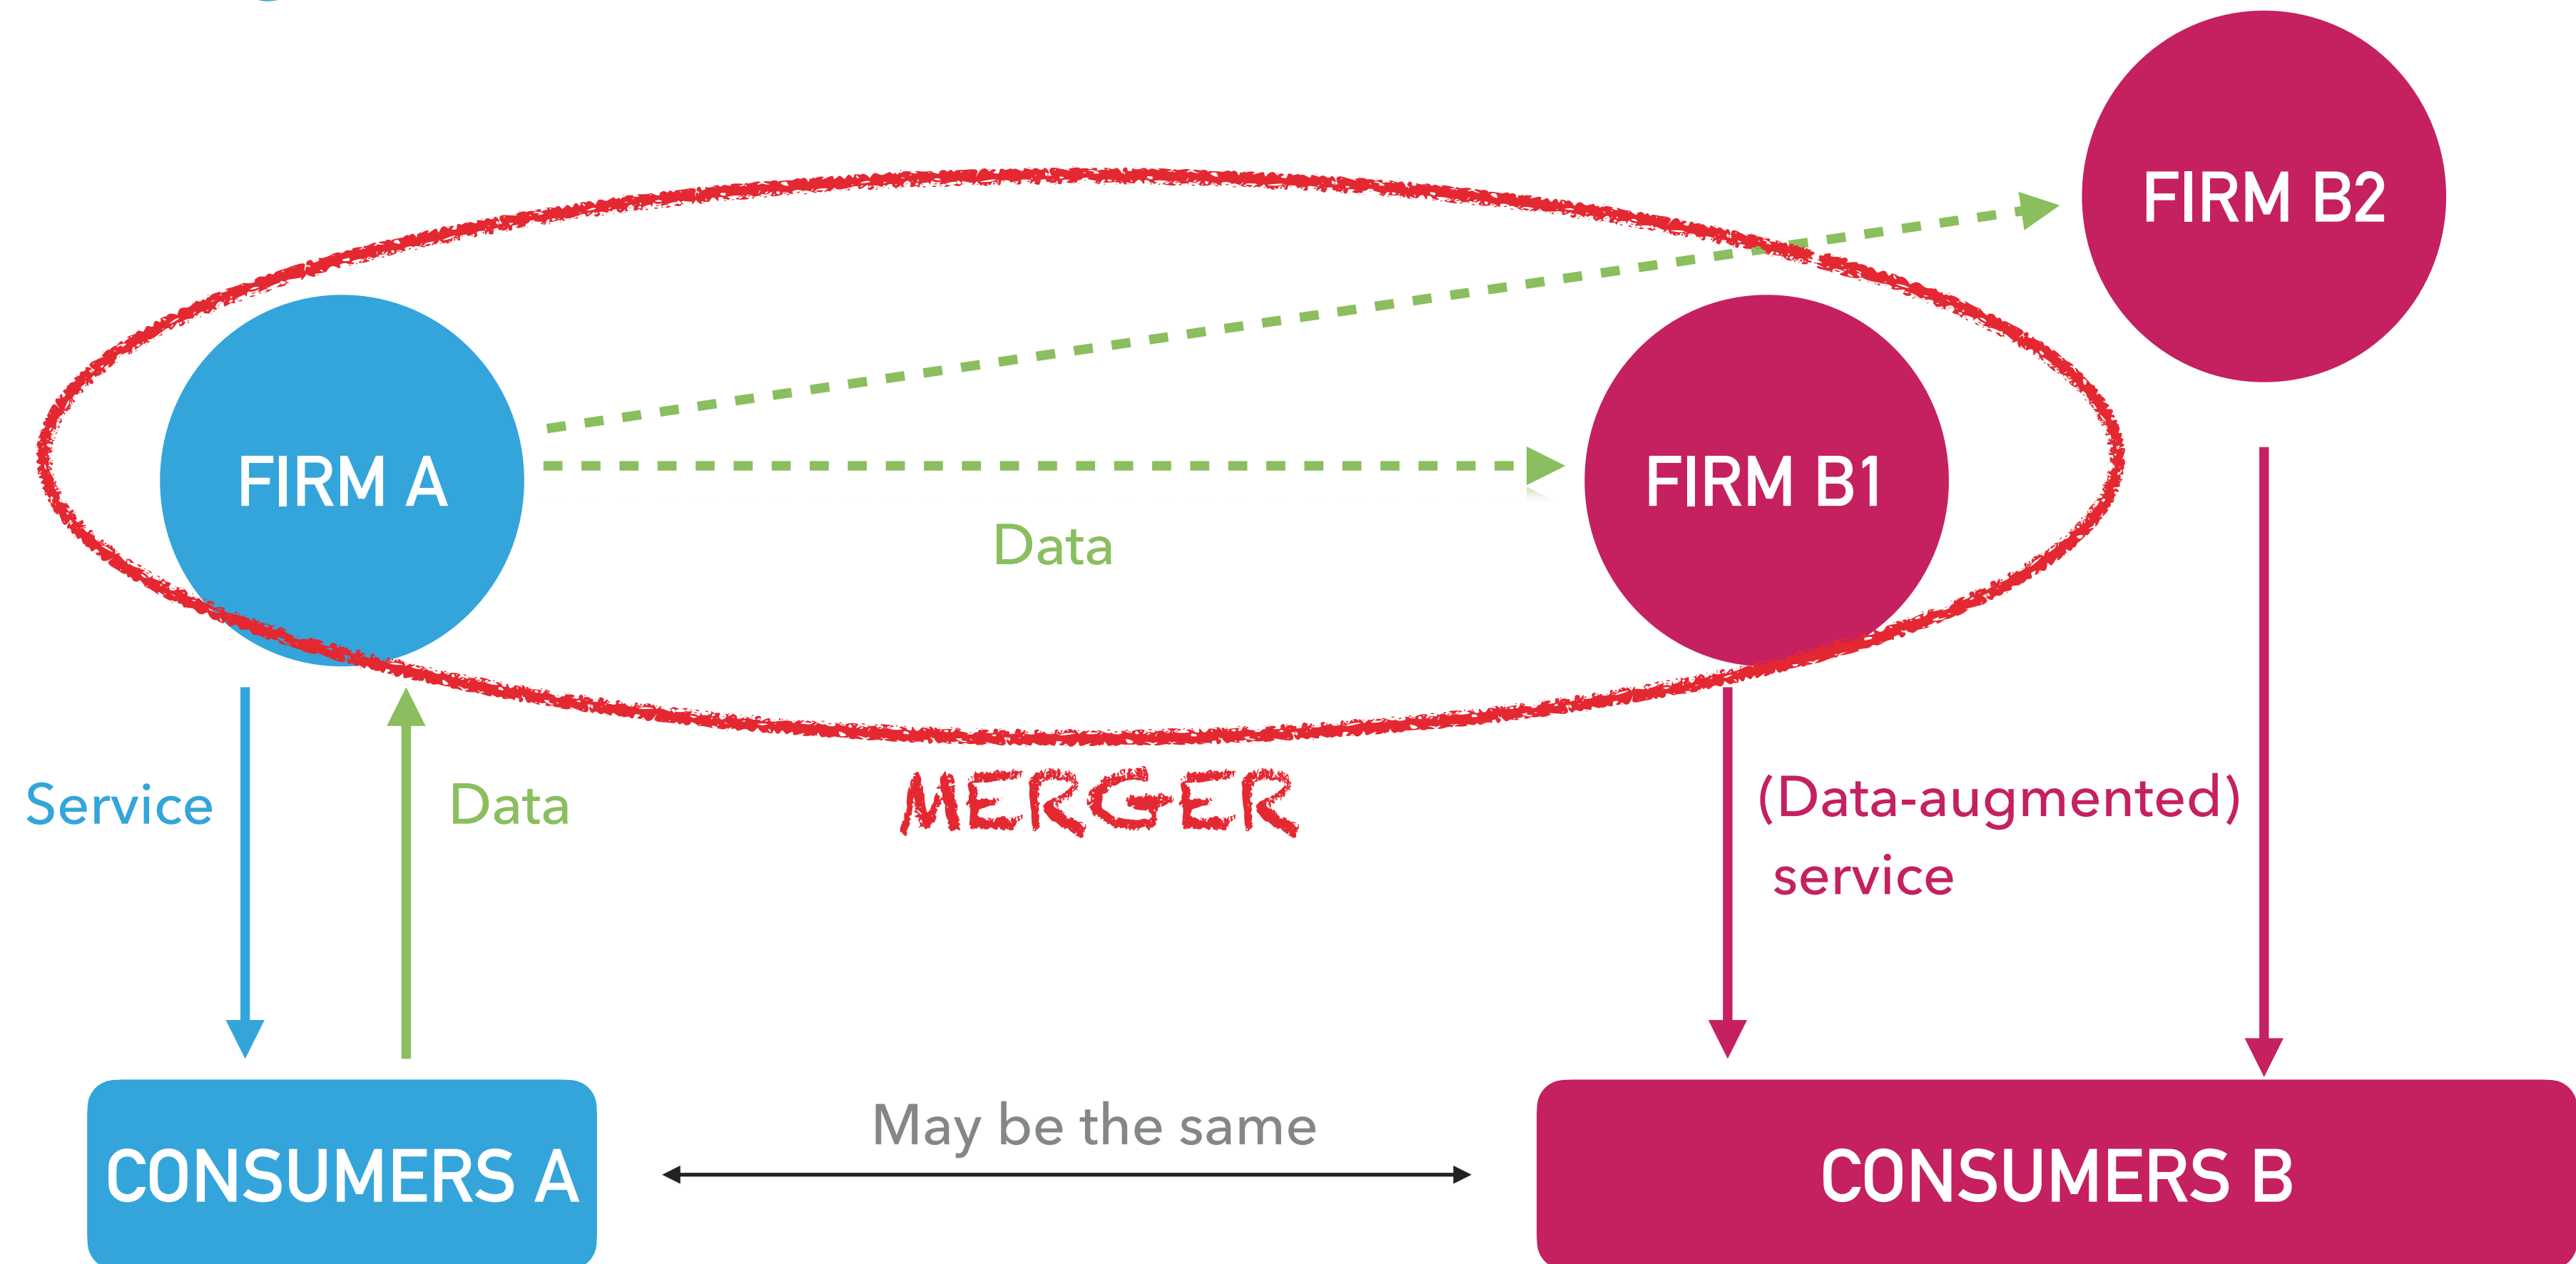 FIRM B2
FIRM A
FIRM B1
Data
MERGER
Service
Data
(Data-augmented)
service
May be the same
CONSUMERS A
CONSUMERS B